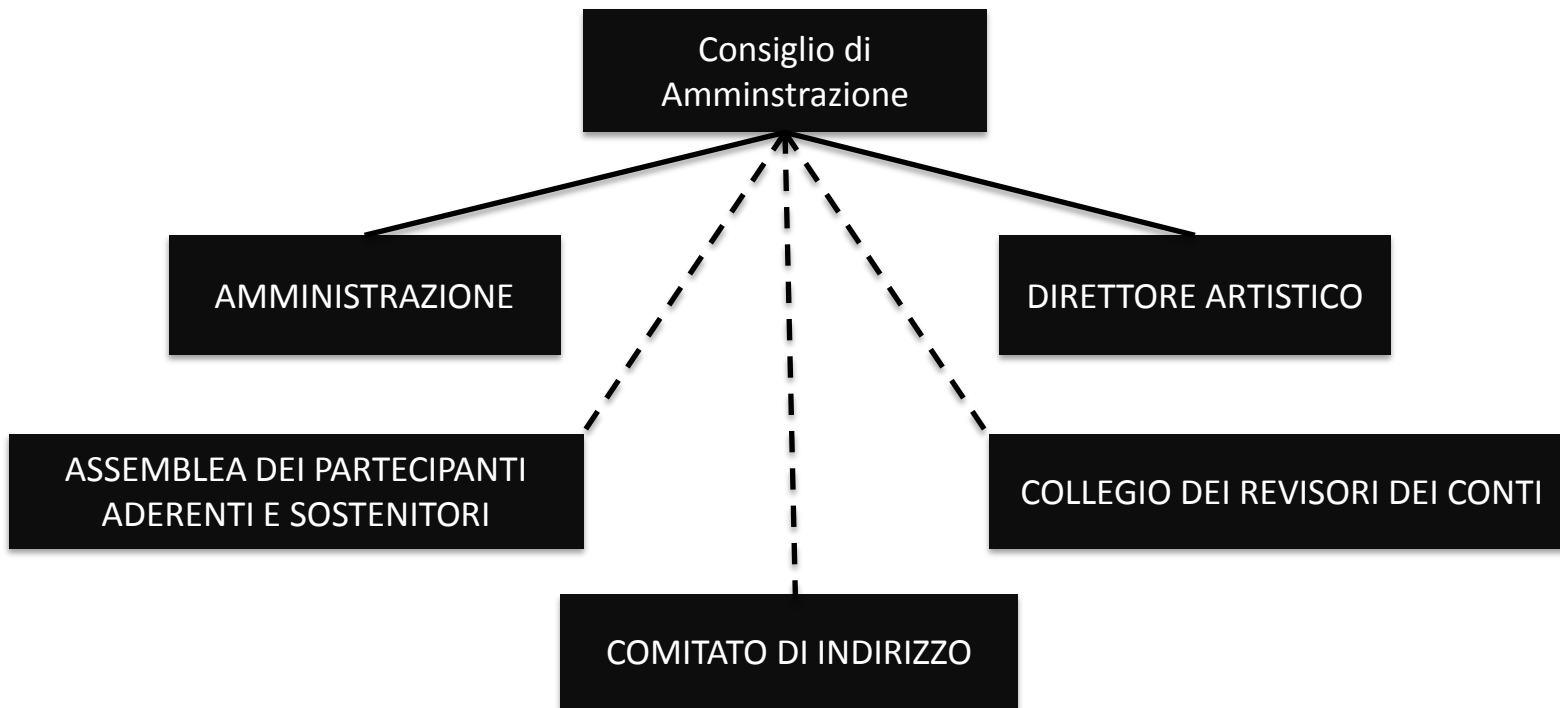 Consiglio di
Amminstrazione
AMMINISTRAZIONE
DIRETTORE ARTISTICO
ASSEMBLEA DEI PARTECIPANTI
ADERENTI E SOSTENITORI
COLLEGIO DEI REVISORI DEI CONTI
COMITATO DI INDIRIZZO